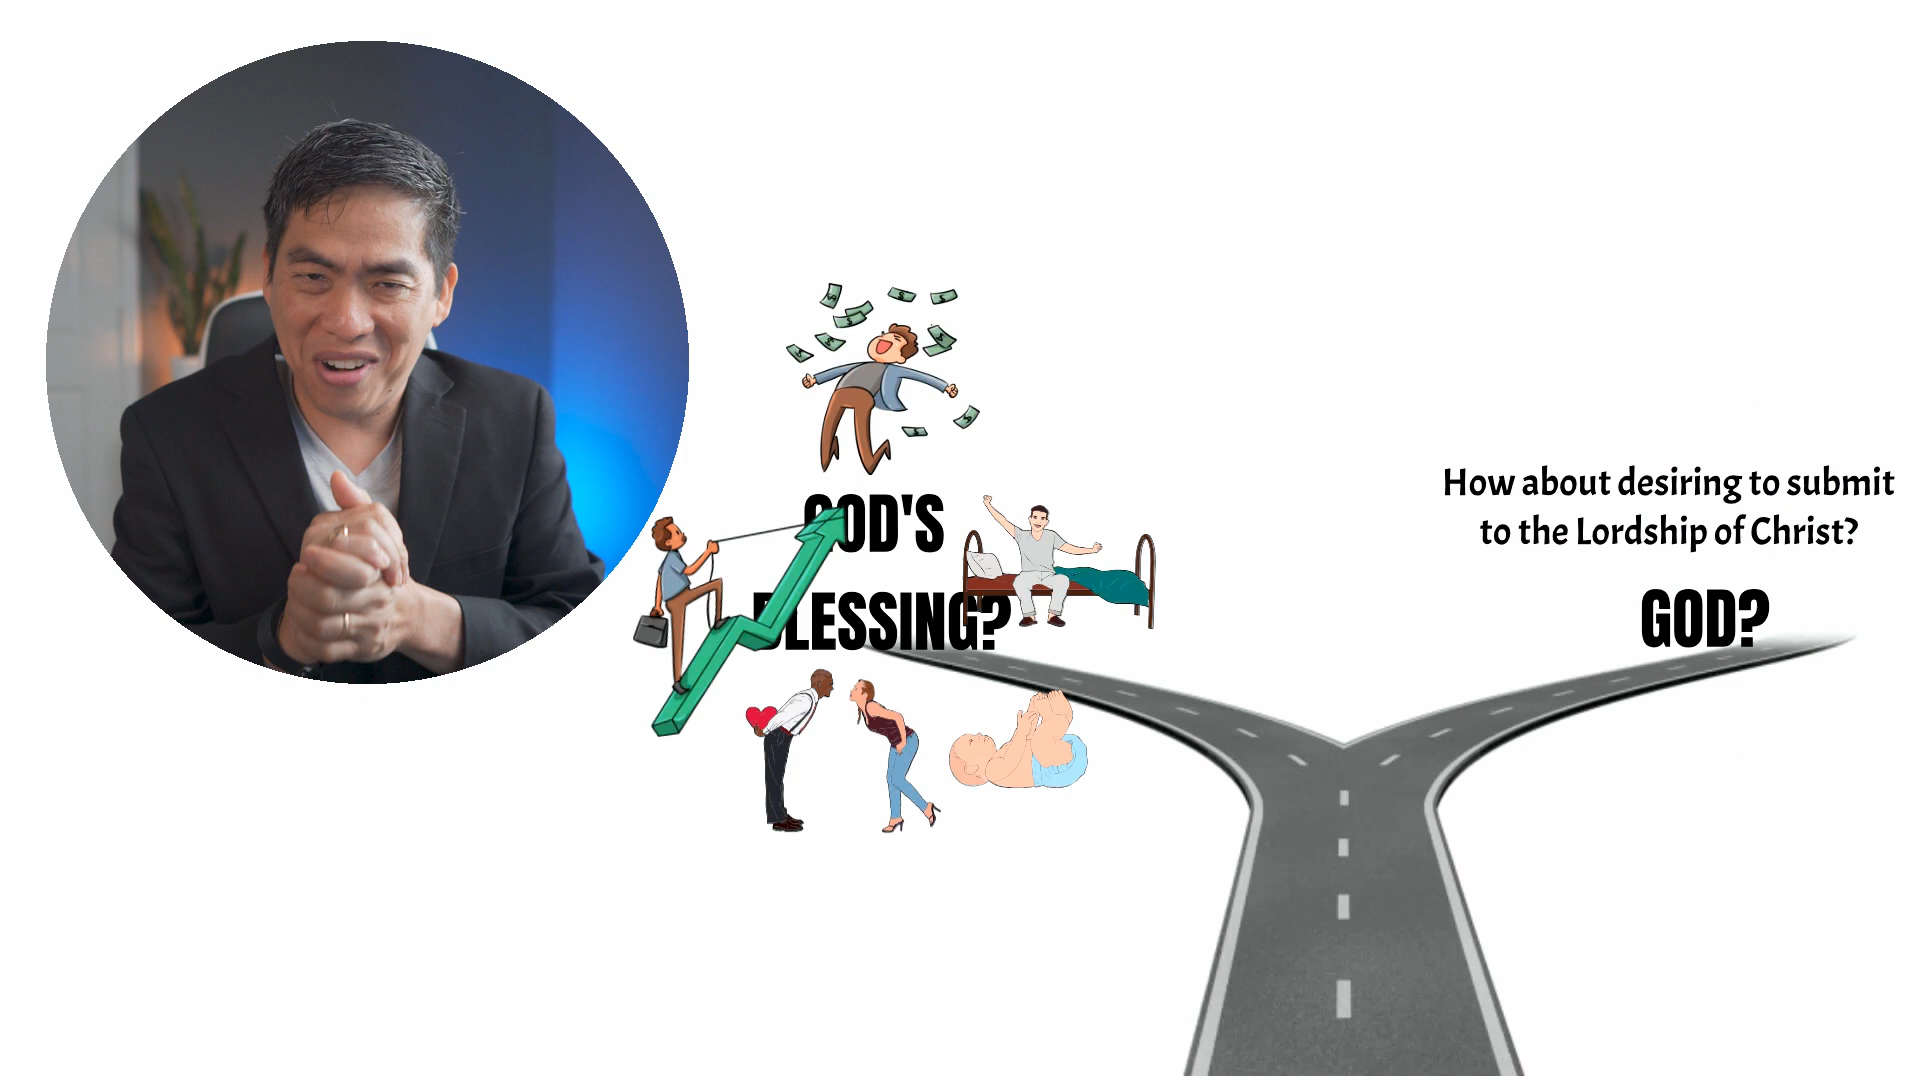 GOD'S
BLESSING?
How about desiring to submit
to the Lordship of Christ?
GOD?